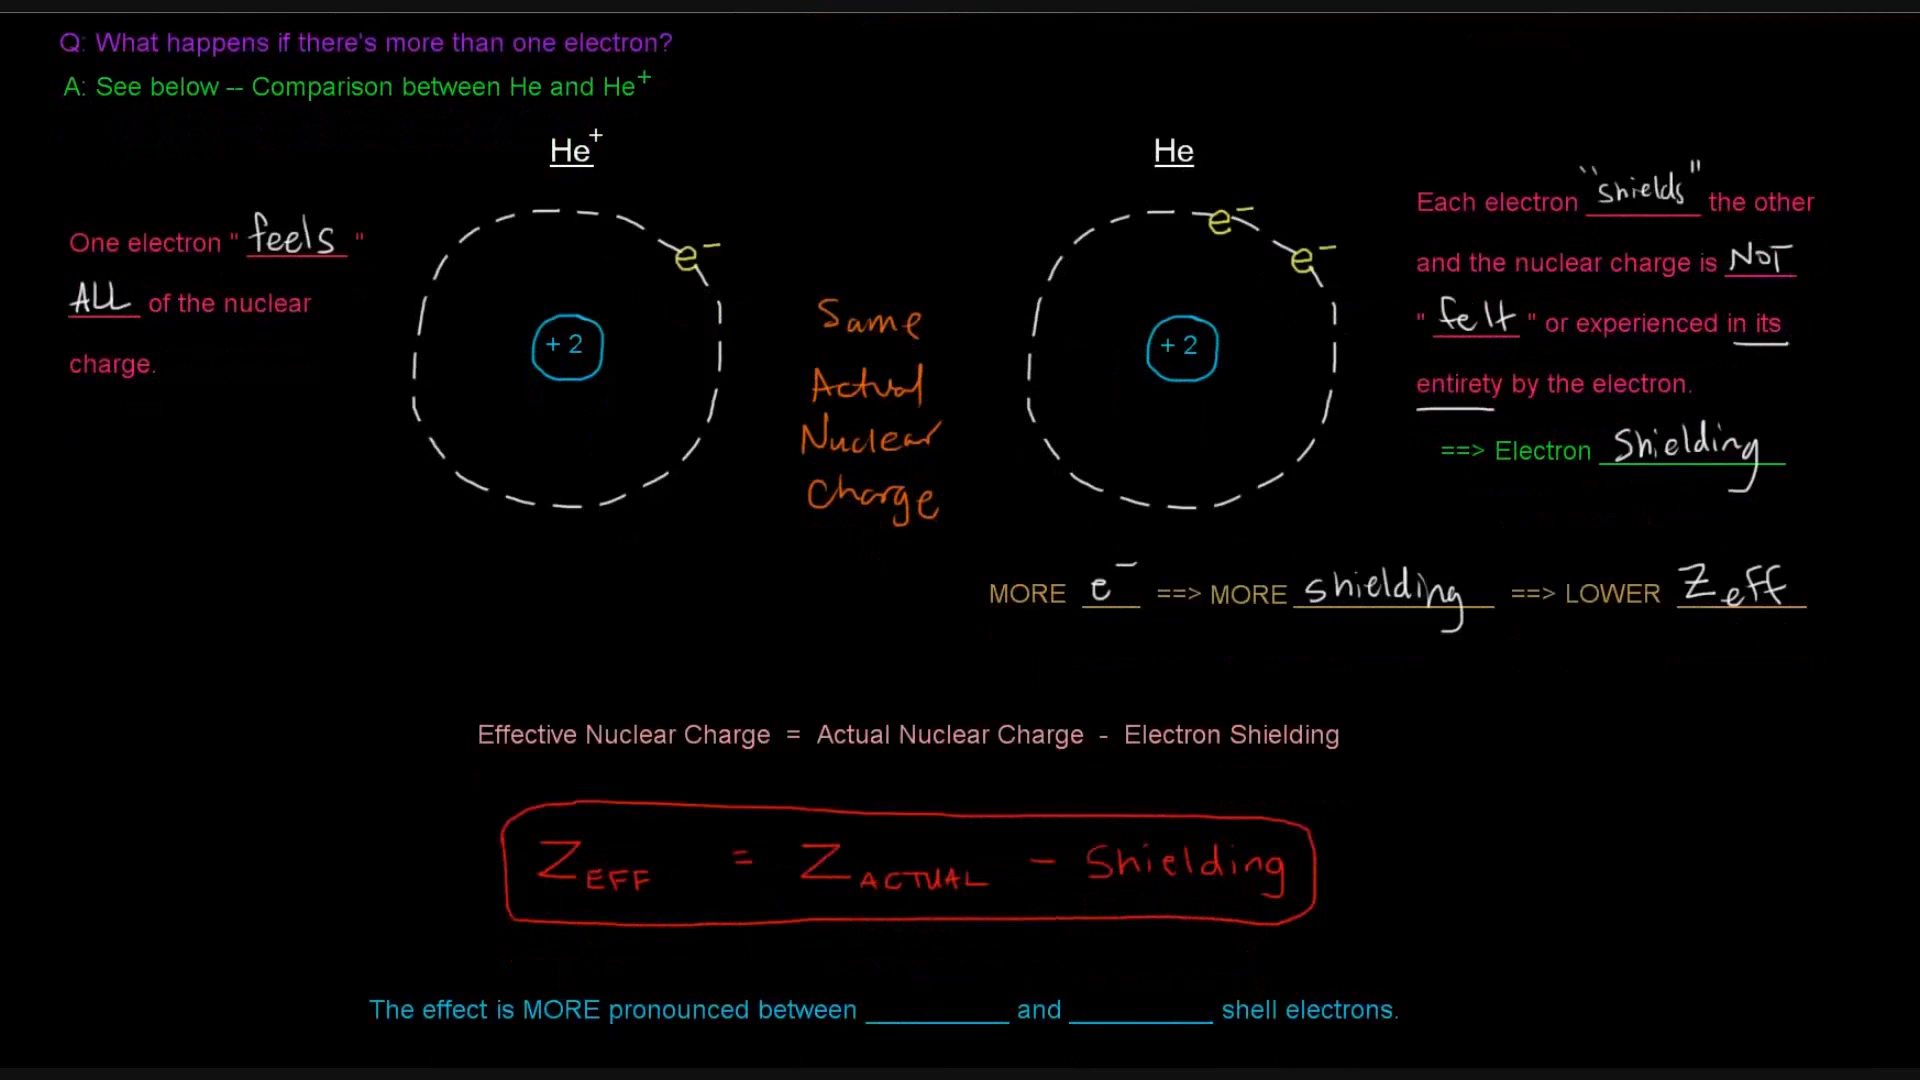 Q: What happens if there's more than one electron?
A: See below -- Comparison between He and He+
He+
He
One electron " feels "
ALL of the nuclear
charge.
e-
+ 2
Same
Actual
Nuclear
Charge
e-
e-
+ 2
Each electron "shields" the other
and the nuclear charge is NOT
" felt " or experienced in its
entirety by the electron.
==> Electron Shielding
MORE e- ==> MORE shielding ==> LOWER Zeff
Effective Nuclear Charge = Actual Nuclear Charge - Electron Shielding
ZEFF = ZACTUAL - Shielding
The effect is MORE pronounced between __________ and __________ shell electrons.